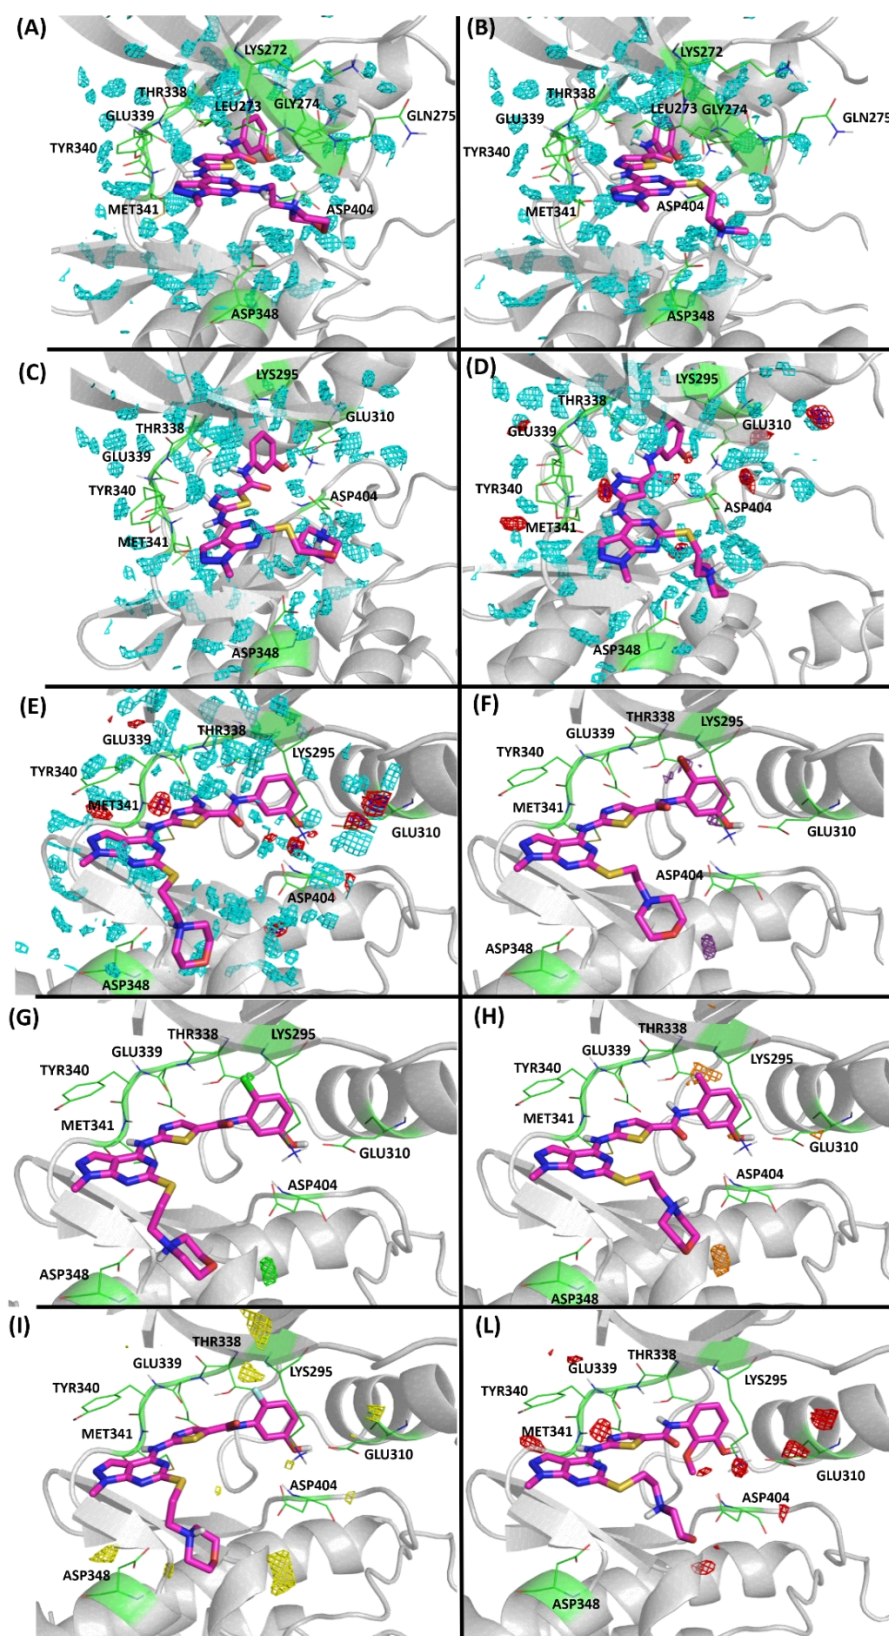 (A)
LYS272
THR338
LEU273 GLY274
GLU339
GLN275
TYR340
MET341
ASP404
ASP348
(B)
LYS272
THR338
LEU273 GLY274
GLU339
GLN275
TYR340
MET341
ASP404
ASP348
(C)
LYS295
GLU310
THR338
GLU339
TYR340
ASP404
MET341
ASP348
(D)
LYS295
THR338
GLU310
GLU339
TYR340
ASP404
MET341
ASP348
(E)
THR338
GLU339
LYS295
TYR340
MET341
GLU310
ASP404
ASP348
(F)
THR338
LYS295
GLU339
TYR340
MET341
GLU310
ASP404
ASP348
(G)
THR338
LYS295
GLU339
TYR340
MET341
GLU310
ASP404
ASP348
(H)
THR338
GLU339
LYS295
TYR340
MET341
GLU310
ASP404
ASP348
(I)
THR338
GLU339
LYS295
TYR340
MET341
GLU310
ASP404
ASP348
(L)
THR338
GLU339
LYS295
TYR340
MET341
GLU310
ASP404
ASP348